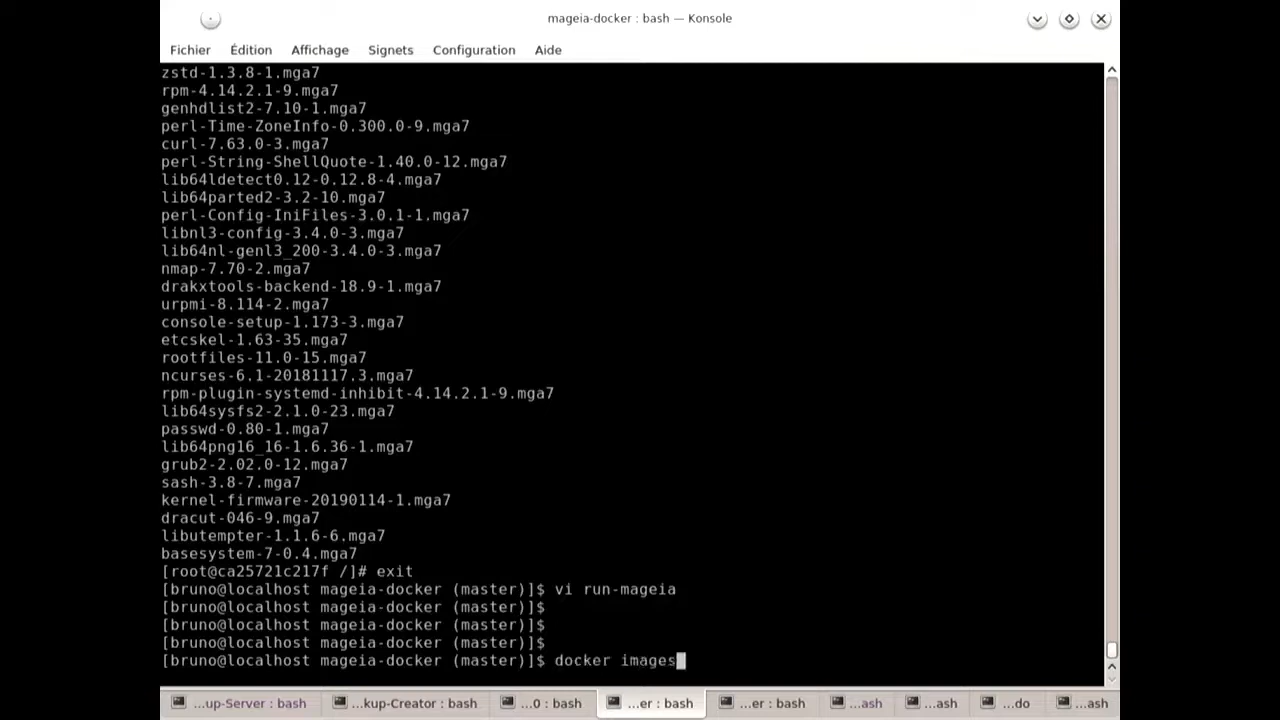 mageia-docker : bash — Konsole
Fichier Édition Affichage Signets Configuration Aide
zstd-1.3.8-1.mga7
rpm-4.14.2.1-9.mga7
genhdlist2-7.10-1.mga7
perl-Time-ZoneInfo-0.300.0-9.mga7
curl-7.63.0-3.mga7
perl-String-ShellQuote-1.40.0-12.mga7
lib64ldetect0.12-0.12.8-4.mga7
lib64parted2-3.2-10.mga7
perl-Config-IniFiles-3.0.1-1.mga7
libnl3-config-3.4.0-3.mga7
lib64nl-genl3_200-3.4.0-3.mga7
nmap-7.70-2.mga7
drakxtools-backend-18.9-1.mga7
urpmi-8.114-2.mga7
console-setup-1.173-3.mga7
etcskel-1.63-35.mga7
rootfiles-11.0-15.mga7
ncurses-6.1-20181117.3.mga7
rpm-plugin-systemd-inhibit-4.14.2.1-9.mga7
lib64sysfs2-2.1.0-23.mga7
passwd-0.80-1.mga7
lib64png16_16-1.6.36-1.mga7
grub2-2.02.0-12.mga7
sash-3.8-7.mga7
kernel-firmware-20190114-1.mga7
dracut-046-9.mga7
libutempter-1.1.6-6.mga7
basesystem-7-0.4.mga7
[root@ca25721c217f /]# exit
[bruno@localhost mageia-docker (master)]$ vi run-mageia
[bruno@localhost mageia-docker (master)]$
[bruno@localhost mageia-docker (master)]$
[bruno@localhost mageia-docker (master)]$
[bruno@localhost mageia-docker (master)]$ docker images
...up-Server : bash ...kup-Creator : bash ...0 : bash ...er : bash ...er : bash ...ash ...ash ...do ...ash